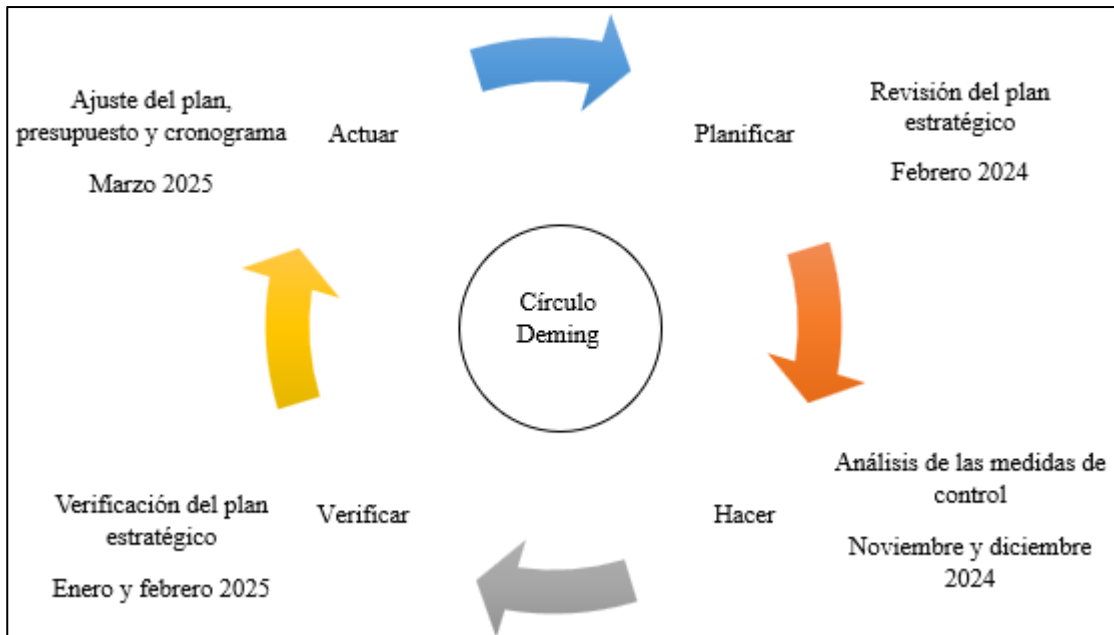 Ajuste del plan,
presupuesto y cronograma
Marzo 2025
Actuar
Planificar
Revisión del plan
estratégico
Febrero 2024
Círculo
Deming
Verificación del plan
estratégico
Enero y febrero 2025
Verificar
Hacer
Análisis de las medidas de
control
Noviembre y diciembre
2024